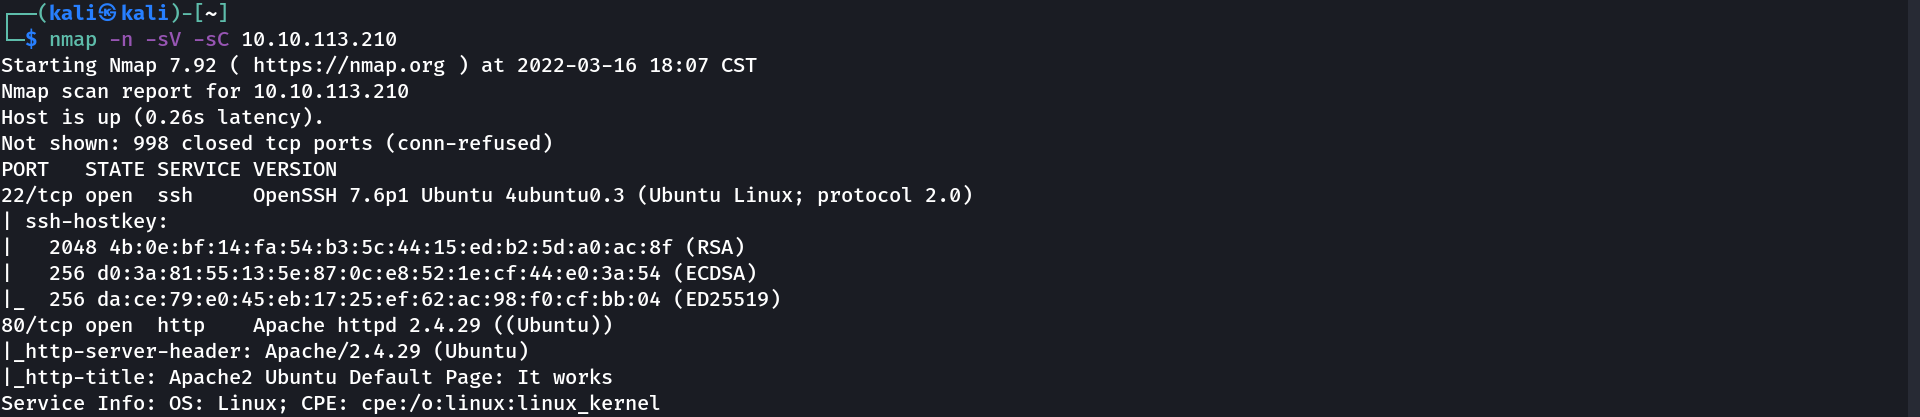 ┌──(kali㉿kali)-[~]
└─$ nmap -n -sV -sC 10.10.113.210
Starting Nmap 7.92 ( https://nmap.org ) at 2022-03-16 18:07 CST
Nmap scan report for 10.10.113.210
Host is up (0.26s latency).
Not shown: 998 closed tcp ports (conn-refused)
PORT   STATE SERVICE VERSION
22/tcp open  ssh     OpenSSH 7.6p1 Ubuntu 4ubuntu0.3 (Ubuntu Linux; protocol 2.0)
| ssh-hostkey:
|   2048 4b:0e:bf:14:fa:54:b3:5c:44:15:ed:b2:5d:a0:ac:8f (RSA)
|   256 d0:3a:81:55:13:5e:87:0c:e8:52:1e:cf:44:e0:3a:54 (ECDSA)
|_  256 da:ce:79:e0:45:eb:17:25:ef:62:ac:98:f0:cf:bb:04 (ED25519)
80/tcp open  http    Apache httpd 2.4.29 ((Ubuntu))
|_http-server-header: Apache/2.4.29 (Ubuntu)
|_http-title: Apache2 Ubuntu Default Page: It works
Service Info: OS: Linux; CPE: cpe:/o:linux:linux_kernel